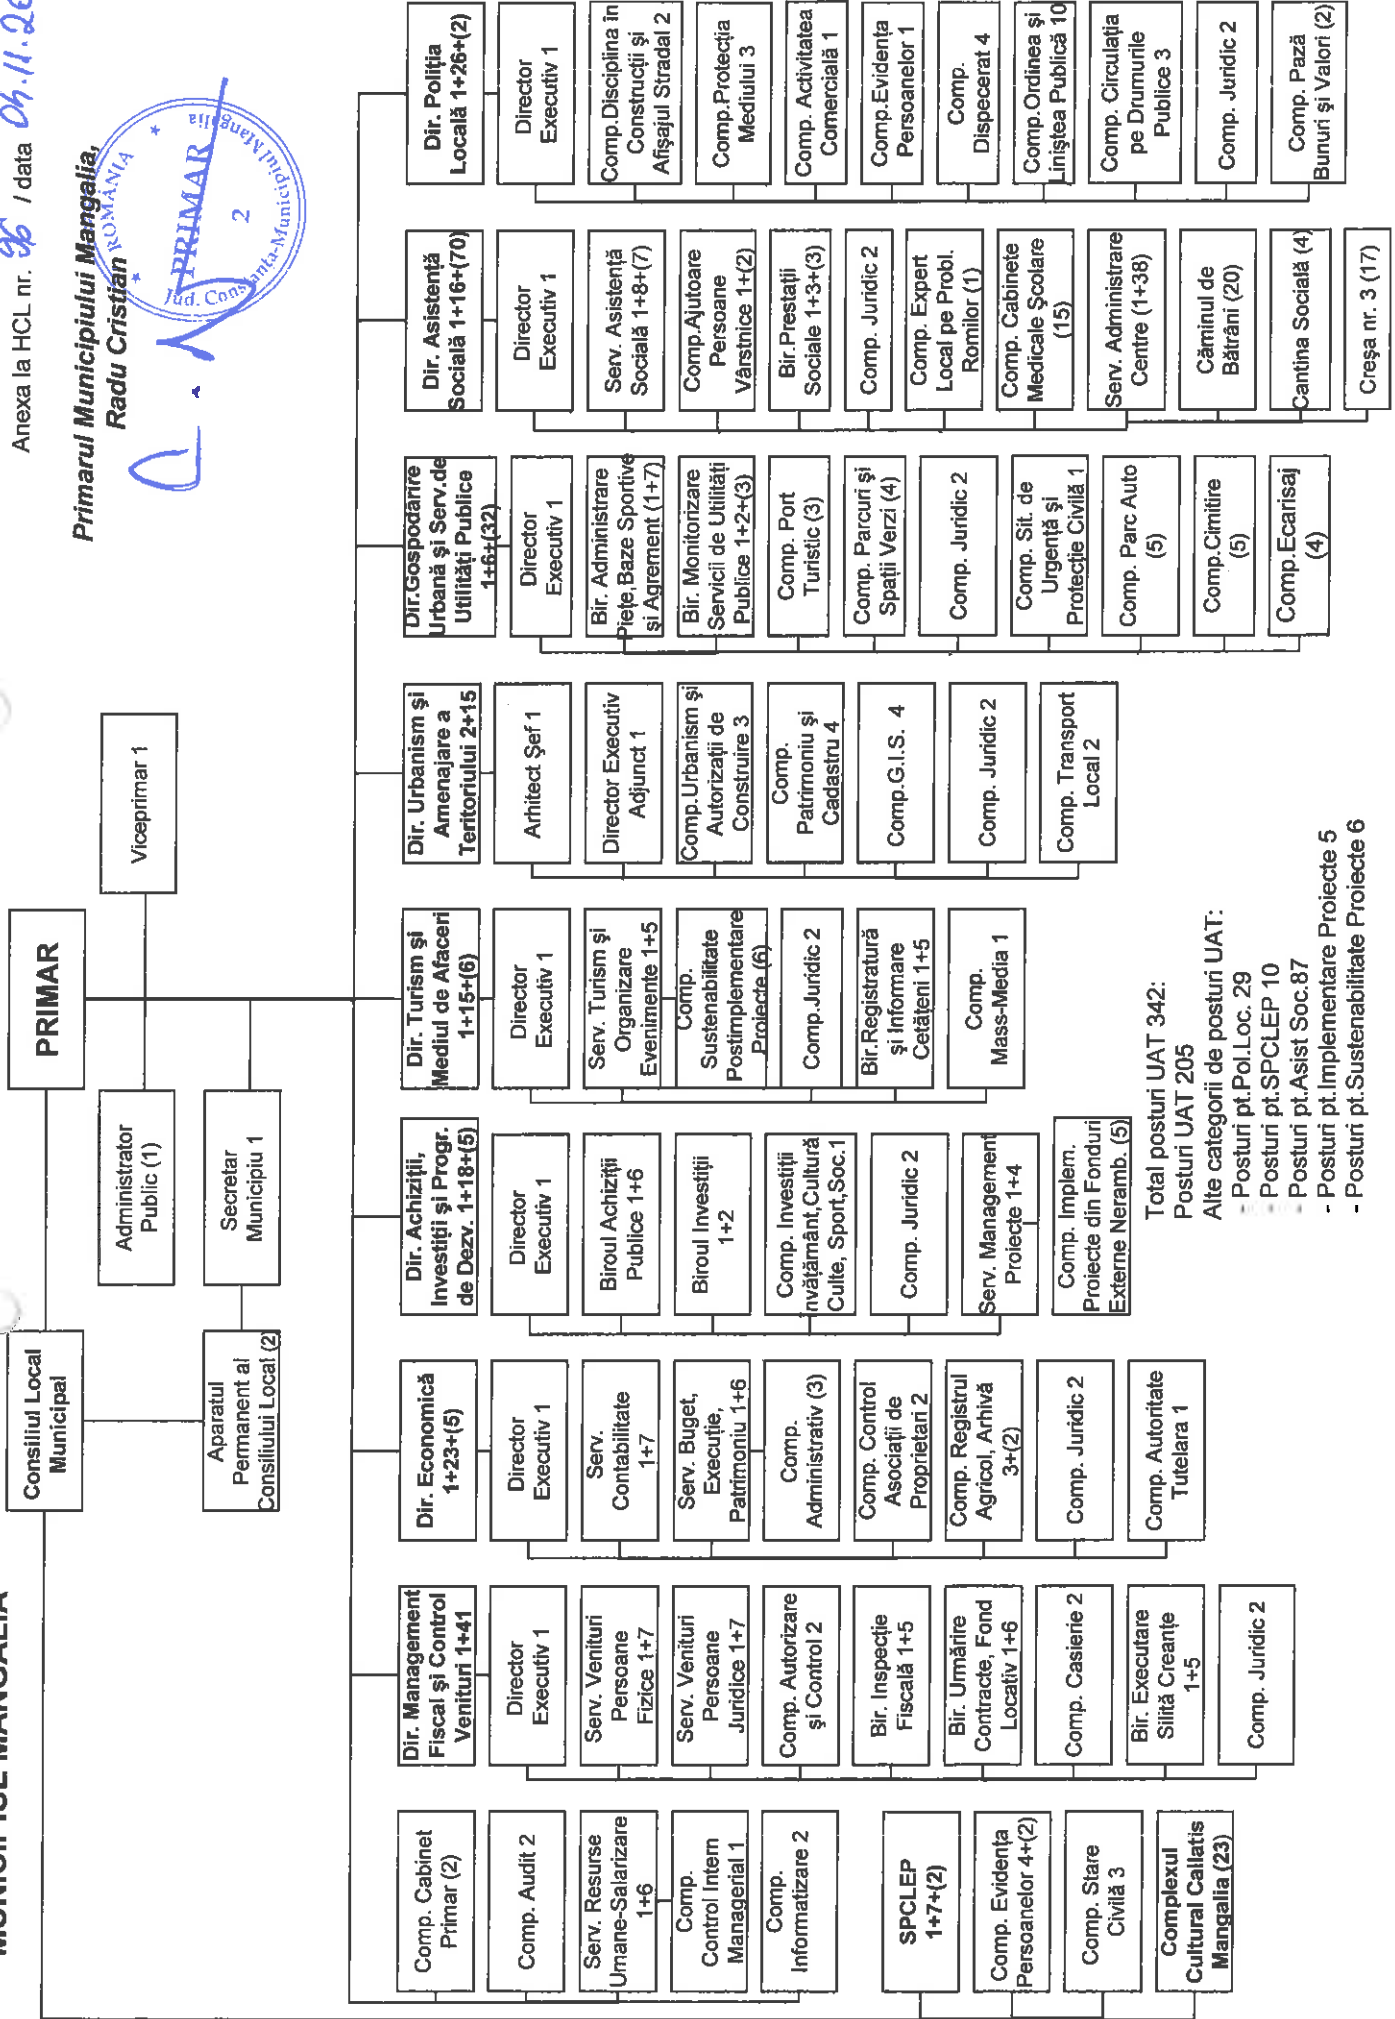 MUNICIPIUL MANGALIA
Anexa la HCL nr. 96 / data 04.11.20
Primarul Municipiului Mangalia,
Radu Cristian
ROMÂNIA
PRIMAR
2
Jud. Constanța-Municipiul Mangalia
Consiliul Local
Municipal
PRIMAR
Viceprimar 1
Administrator
Public (1)
Aparatul
Permanent al
Consiliului Local (2)
Secretar
Municipiu 1
Comp. Cabinet
Primar (2)
Comp. Audit 2
Serv. Resurse
Umane-Salarizare
1+6
Comp.
Control Intern
Managerial 1
Comp.
Informatizare 2
SPCLEP
1+7+(2)
Comp. Evidența
Persoanelor 4+(2)
Comp. Stare
Civilă 3
Complexul
Cultural Callatis
Mangalia (23)
Dir. Management
Fiscal și Control
Venituri 1+41
Director
Executiv 1
Serv. Venituri
Persoane
Fizice 1+7
Serv. Venituri
Persoane
Juridice 1+7
Comp. Autorizare
și Control 2
Bir. Inspecție
Fiscală 1+5
Bir. Urmărire
Contracte, Fond
Locativ 1+6
Comp. Casierie 2
Bir. Executare
Silită Creanțe
1+5
Comp. Juridic 2
Dir. Economică
1+23+(5)
Director
Executiv 1
Serv.
Contabilitate
1+7
Serv. Buget,
Execuție,
Patrimoniu 1+6
Comp.
Administrativ (3)
Comp. Control
Asociații de
Proprietari 2
Comp. Registrul
Agricol, Arhivă
3+(2)
Comp. Juridic 2
Comp. Autoritate
Tutelara 1
Dir. Achiziții,
Investiții și Progr.
de Dezv. 1+18+(5)
Director
Executiv 1
Biroul Achiziții
Publice 1+6
Biroul Investiții
1+2
Comp. Investiții
Învățământ,Cultură
Culte, Sport,Soc.1
Comp. Juridic 2
Serv. Management
Proiecte 1+4
Comp. Implem.
Proiecte din Fonduri
Externe Neramb. (5)
Dir. Turism și
Mediul de Afaceri
1+15+(6)
Director
Executiv 1
Serv. Turism și
Organizare
Evenimente 1+5
Comp.
Sustenabilitate
Postimplementare
Proiecte (6)
Comp.Juridic 2
Bir.Registratură
și Informare
Cetățeni 1+5
Comp.
Mass-Media 1
Dir. Urbanism și
Amenajare a
Teritoriului 2+15
Arhitect Șef 1
Director Executiv
Adjunct 1
Comp.Urbanism și
Autorizații de
Construire 3
Comp.
Patrimoniu și
Cadastru 4
Comp.G.I.S. 4
Comp. Juridic 2
Comp. Transport
Local 2
Dir.Gospodărire
Urbană și Serv.de
Utilități Publice
1+6+(32)
Director
Executiv 1
Bir. Administrare
Piețe,Baze Sportive
și Agrement (1+7)
Bir. Monitorizare
Servicii de Utilități
Publice 1+2+(3)
Comp. Port
Turistic (3)
Comp. Parcuri și
Spații Verzi (4)
Comp. Juridic 2
Comp. Sit. de
Urgență și
Protecție Civilă 1
Comp. Parc Auto
(5)
Comp.Cimitire
(5)
Comp.Ecarisaj
(4)
Dir. Asistență
Socială 1+16+(70)
Director
Executiv 1
Serv. Asistență
Socială 1+8+(7)
Comp.Ajutoare
Persoane
Vârstnice 1+(2)
Bir.Prestații
Sociale 1+3+(3)
Comp. Juridic 2
Comp. Expert
Local pe Probl.
Romilor (1)
Comp. Cabinete
Medicale Școlare
(15)
Serv. Administrare
Centre (1+38)
Căminul de
Bătrâni (20)
Cantina Socială (4)
Creșa nr. 3 (17)
Dir. Poliția
Locală 1+26+(2)
Director
Executiv 1
Comp.Disciplina în
Construcții și
Afișajul Stradal 2
Comp.Protecția
Mediului 3
Comp. Activitatea
Comercială 1
Comp.Evidența
Persoanelor 1
Comp.
Dispecerat 4
Comp.Ordinea și
Liniștea Publică 10
Comp. Circulația
pe Drumurile
Publice 3
Comp. Juridic 2
Comp. Pază
Bunuri și Valori (2)
Total posturi UAT 342:
Posturi UAT 205
Alte categorii de posturi UAT:
- Posturi pt.Pol.Loc. 29
- Posturi pt.SPCLEP 10
- Posturi pt.Asist Soc.87
- Posturi pt.Implementare Proiecte 5
- Posturi pt.Sustenabilitate Proiecte 6